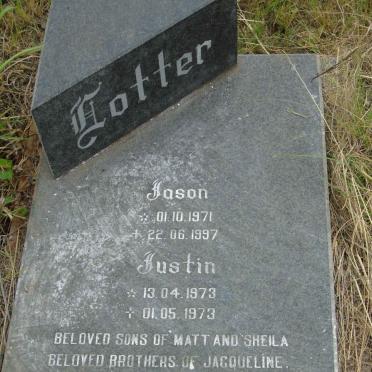 Lotter
Jason
☆ 01.10.1971
+ 22.06.1997
Justin
☆ 13.04.1973
+ 01.05.1973
BELOVED SONS OF MATT AND SHEILA
BELOVED BROTHERS OF JACQUELINE.